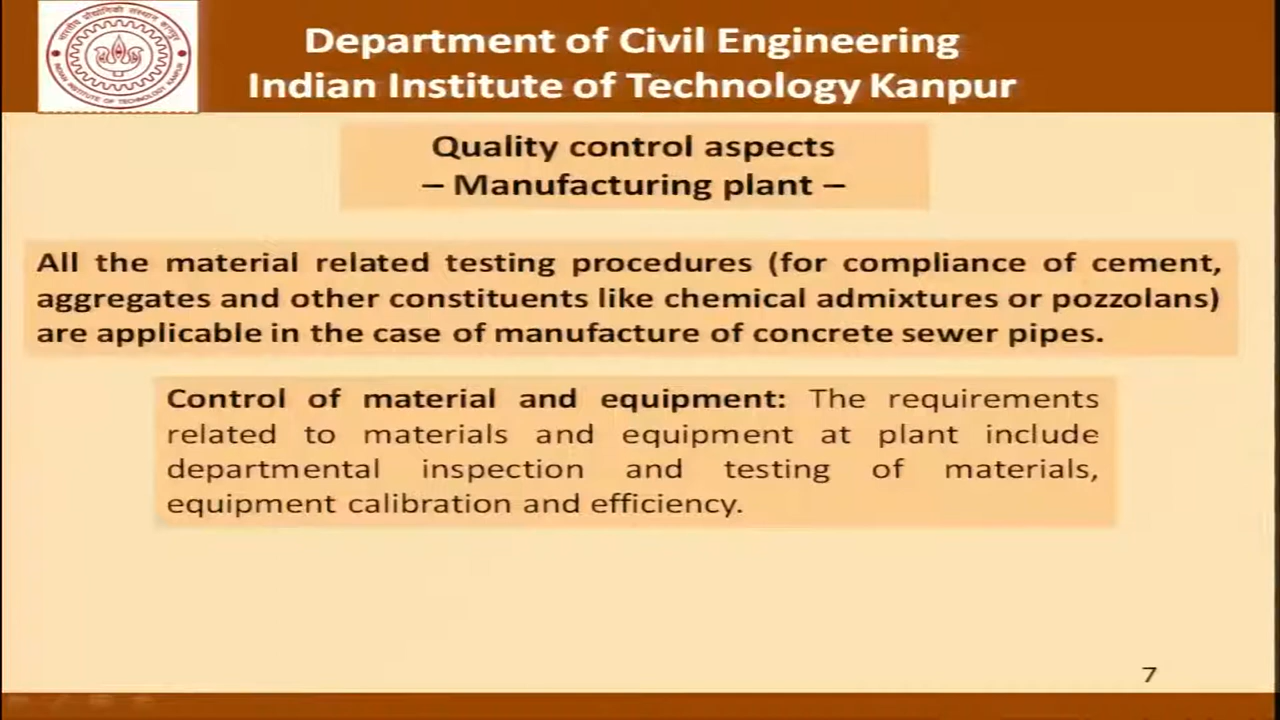 Department of Civil Engineering
Indian Institute of Technology Kanpur
Quality control aspects
– Manufacturing plant –
All the material related testing procedures (for compliance of cement,
aggregates and other constituents like chemical admixtures or pozzolans)
are applicable in the case of manufacture of concrete sewer pipes.
Control of material and equipment: The requirements
related to materials and equipment at plant include
departmental inspection and testing of materials,
equipment calibration and efficiency.
7